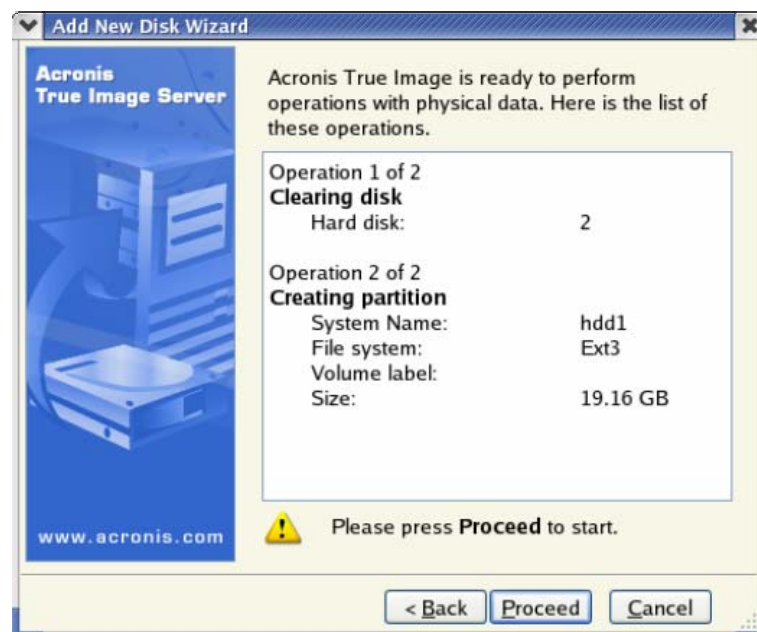 Add New Disk Wizard
Acronis
True Image Server
Acronis True Image is ready to perform
operations with physical data. Here is the list of
these operations.
Operation 1 of 2
Clearing disk
Hard disk: 2
Operation 2 of 2
Creating partition
System Name: hdd1
File system: Ext3
Volume label:
Size: 19.16 GB
www.acronis.com
Please press Proceed to start.
< Back Proceed Cancel